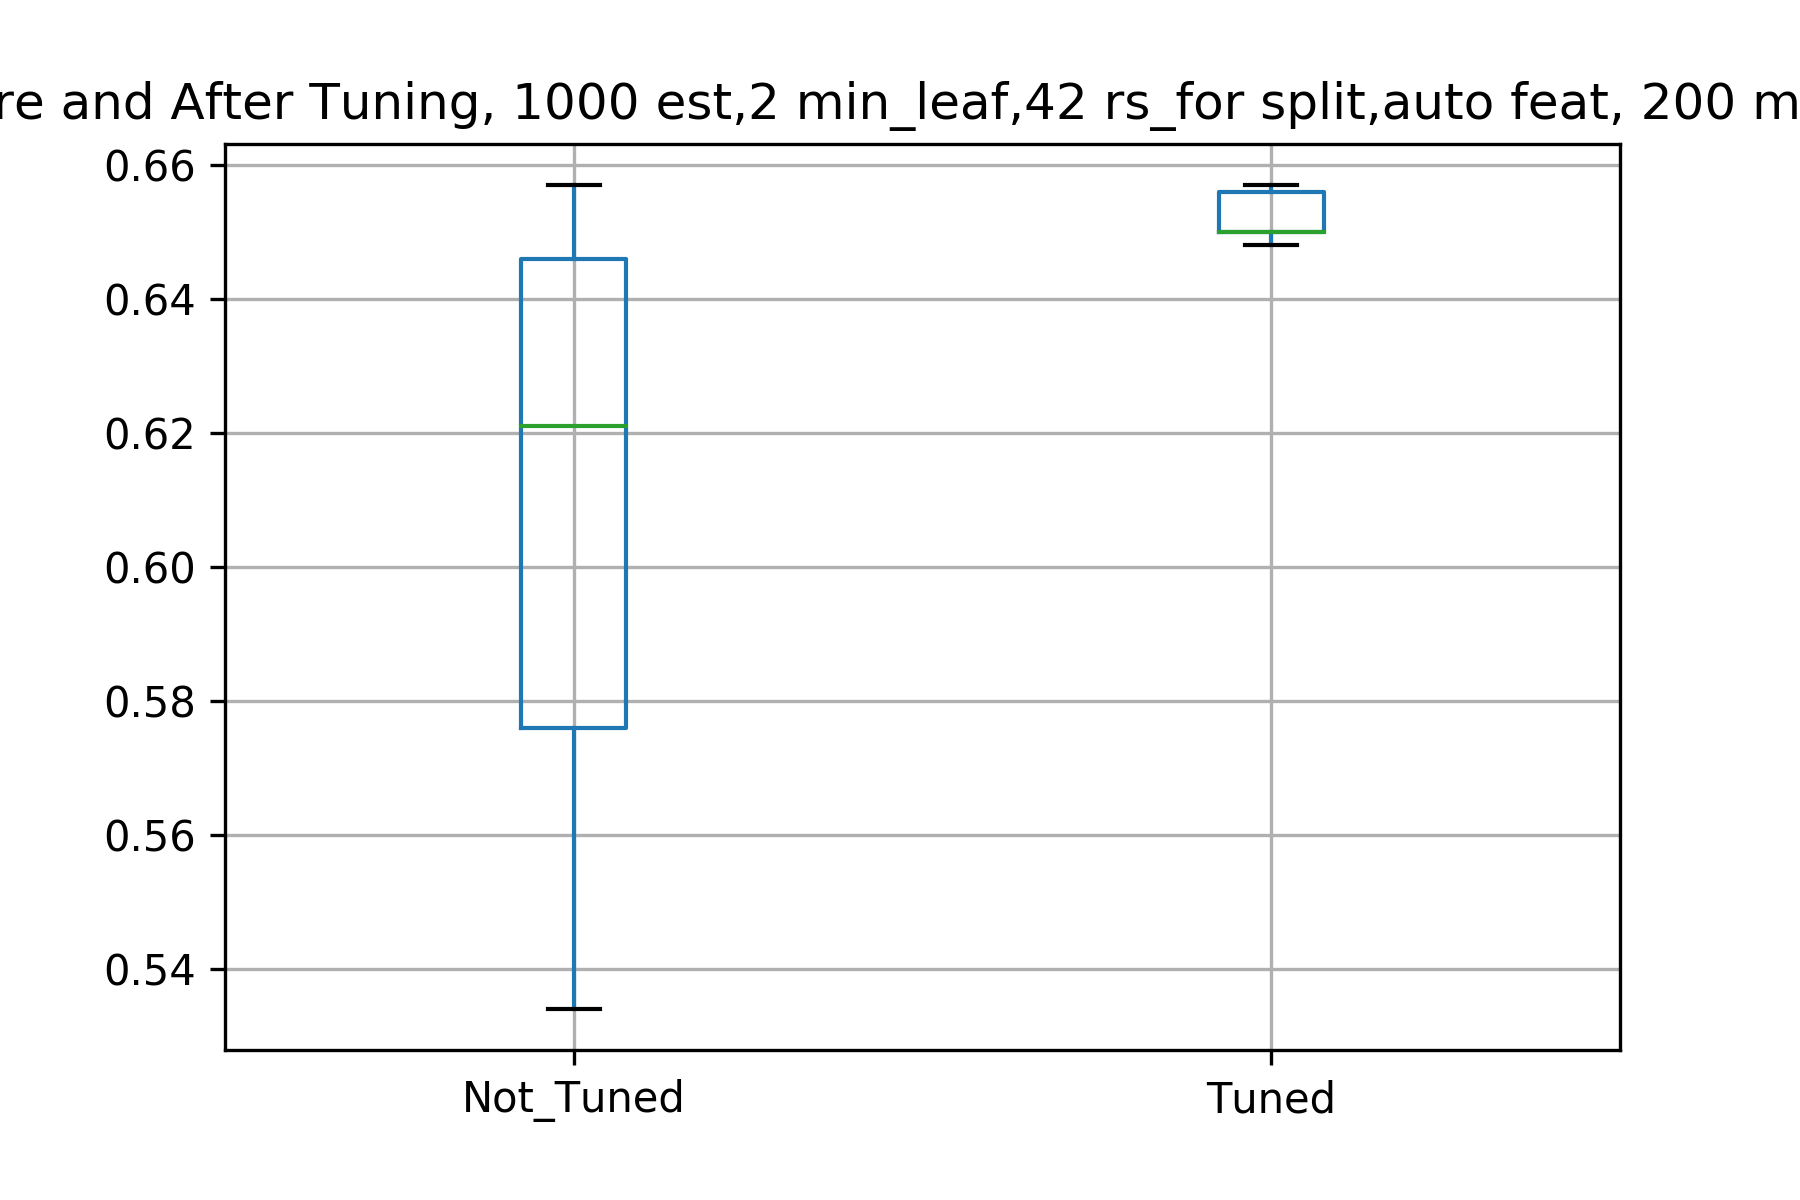 re and After Tuning, 1000 est,2 min_leaf,42 rs_for split,auto feat, 200 m
0.66
0.64
0.62
0.60
0.58
0.56
0.54
Not_Tuned
Tuned